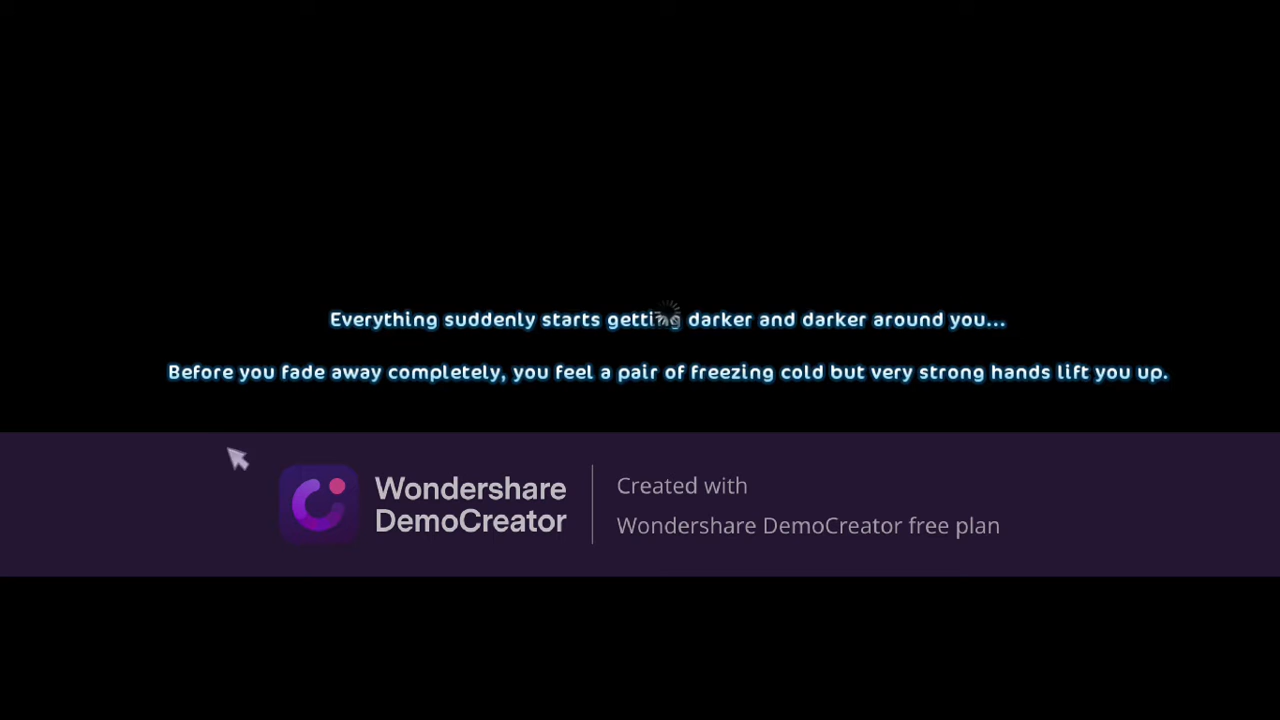 Everything suddenly starts getting darker and darker around you...
Before you fade away completely, you feel a pair of freezing cold but very strong hands lift you up.
Wondershare
DemoCreator
Created with
Wondershare DemoCreator free plan